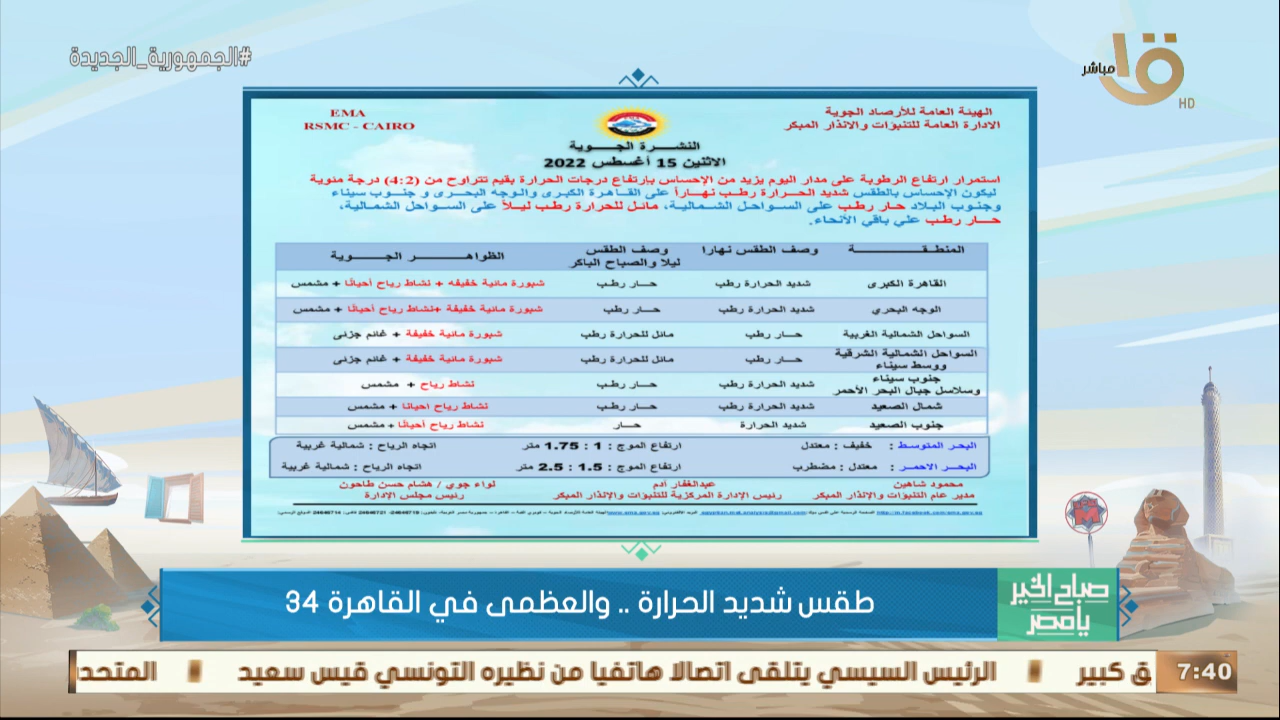 #الجمهورية_الجديدة
مباشر
HD
الهيئة العامة للأرصاد الجوية
الادارة العامة للتنبؤات والانذار المبكر
EMA
RSMC - CAIRO
النشرة الجوية
الاثنين 15 أغسطس 2022
استمرار ارتفاع الرطوبة على مدار اليوم يزيد من الإحساس بإرتفاع درجات الحرارة بقيم تتراوح من (4:2) درجة مئوية
ليكون الإحساس بالطقس شديد الحرارة رطب نهاراً على القاهرة الكبرى والوجه البحرى و جنوب سيناء
وجنوب البلاد حار رطب على السواحل الشمالية، مائل للحرارة رطب ليلاً على السواحل الشمالية،
حار رطب علي باقي الأنحاء.
المنطقة وصف الطقس نهارا وصف الطقس ليلا والصباح الباكر الظواهر الجوية
القاهرة الكبرى شديد الحرارة رطب حار رطب شبورة مائية خفيفه + نشاط رياح أحيانًا + مشمس
الوجه البحري شديد الحرارة رطب حار رطب شبورة مائية خفيفة +نشاط رياح أحيانًا + مشمس
السواحل الشمالية الغربية حار رطب مائل للحرارة رطب شبورة مائية خفيفة + غائم جزئى
السواحل الشمالية الشرقية ووسط سيناء حار رطب مائل للحرارة رطب شبورة مائية خفيفة + غائم جزئى
جنوب سيناء وسلاسل جبال البحر الأحمر شديد الحرارة رطب حار رطب نشاط رياح + مشمس
شمال الصعيد شديد الحرارة رطب حار رطب نشاط رياح احيانا + مشمس
جنوب الصعيد شديد الحرارة حار نشاط رياح أحيانًا + مشمس
البحر المتوسط : خفيف : معتدل ارتفاع الموج : 1 : 1.75 متر اتجاه الرياح : شمالية غربية
البحر الاحمر : معتدل : مضطرب ارتفاع الموج : 1.5 : 2.5 متر اتجاه الرياح : شمالية غربية
محمود شاهين عبدالغفار أدم لواء جوي / هشام حسن طاحون
مدير عام التنبؤات والإنذار المبكر رئيس الإدارة المركزية للتنبؤات والإنذار المبكر رئيس مجلس الإدارة
صباح الخير
يا مصر
طقس شديد الحرارة .. والعظمى في القاهرة 34
7:40
ق كبير الرئيس السيسي يتلقى اتصالا هاتفيا من نظيره التونسي قيس سعيد المتحد